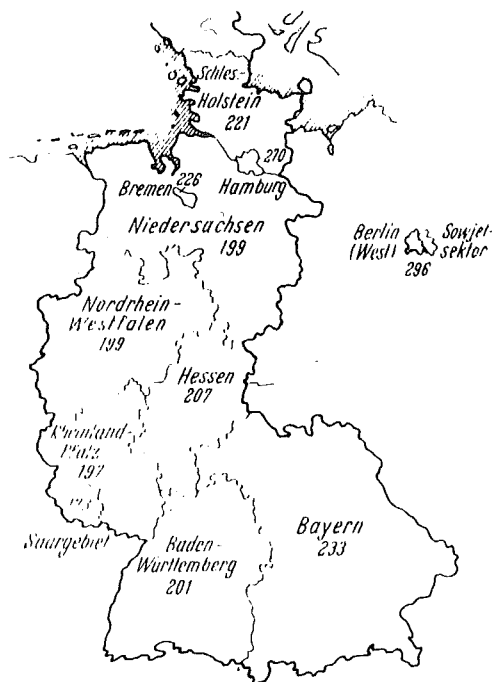 Schles-
Holstein
221
270
Hamburg
226
Bremen
Niedersachsen
199
Berlin
(West)
296
Sowjet-
sektor
Nordrhein-
Westfalen
199
Hessen
207
Rheinland-
Pfalz
197
Saargebiet
Baden-
Württemberg
201
Bayern
233